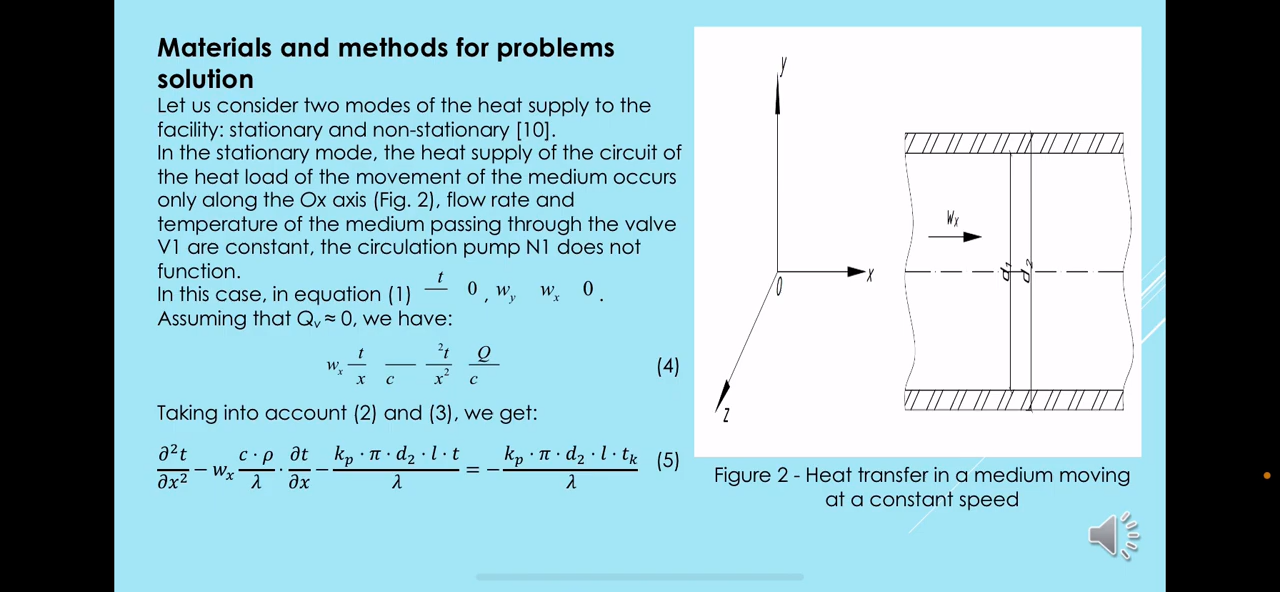 Materials and methods for problems
solution
Let us consider two modes of the heat supply to the
facility: stationary and non-stationary [10].
In the stationary mode, the heat supply of the circuit of
the heat load of the movement of the medium occurs
only along the Ox axis (Fig. 2), flow rate and
temperature of the medium passing through the valve
V1 are constant, the circulation pump N1 does not
function.
In this case, in equation (1) t/ 0 , w_y w_x 0 .
Assuming that Qᵥ ≈ 0, we have:
w_x t/x /c ²t/x² Q/c (4)
Taking into account (2) and (3), we get:
∂²t/∂x² − w_x c · ρ/λ · ∂t/∂x − k_p · π · d₂ · l · t/λ = − k_p · π · d₂ · l · t_k/λ (5)
y
x
0
z
Wx
d1
d2
Figure 2 - Heat transfer in a medium moving
at a constant speed